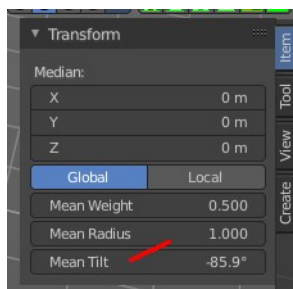 Transform
Median:
X 0 m
Y 0 m
Z 0 m
Global Local
Mean Weight 0.500
Mean Radius 1.000
Mean Tilt -85.9°
Item
Tool
View
Create